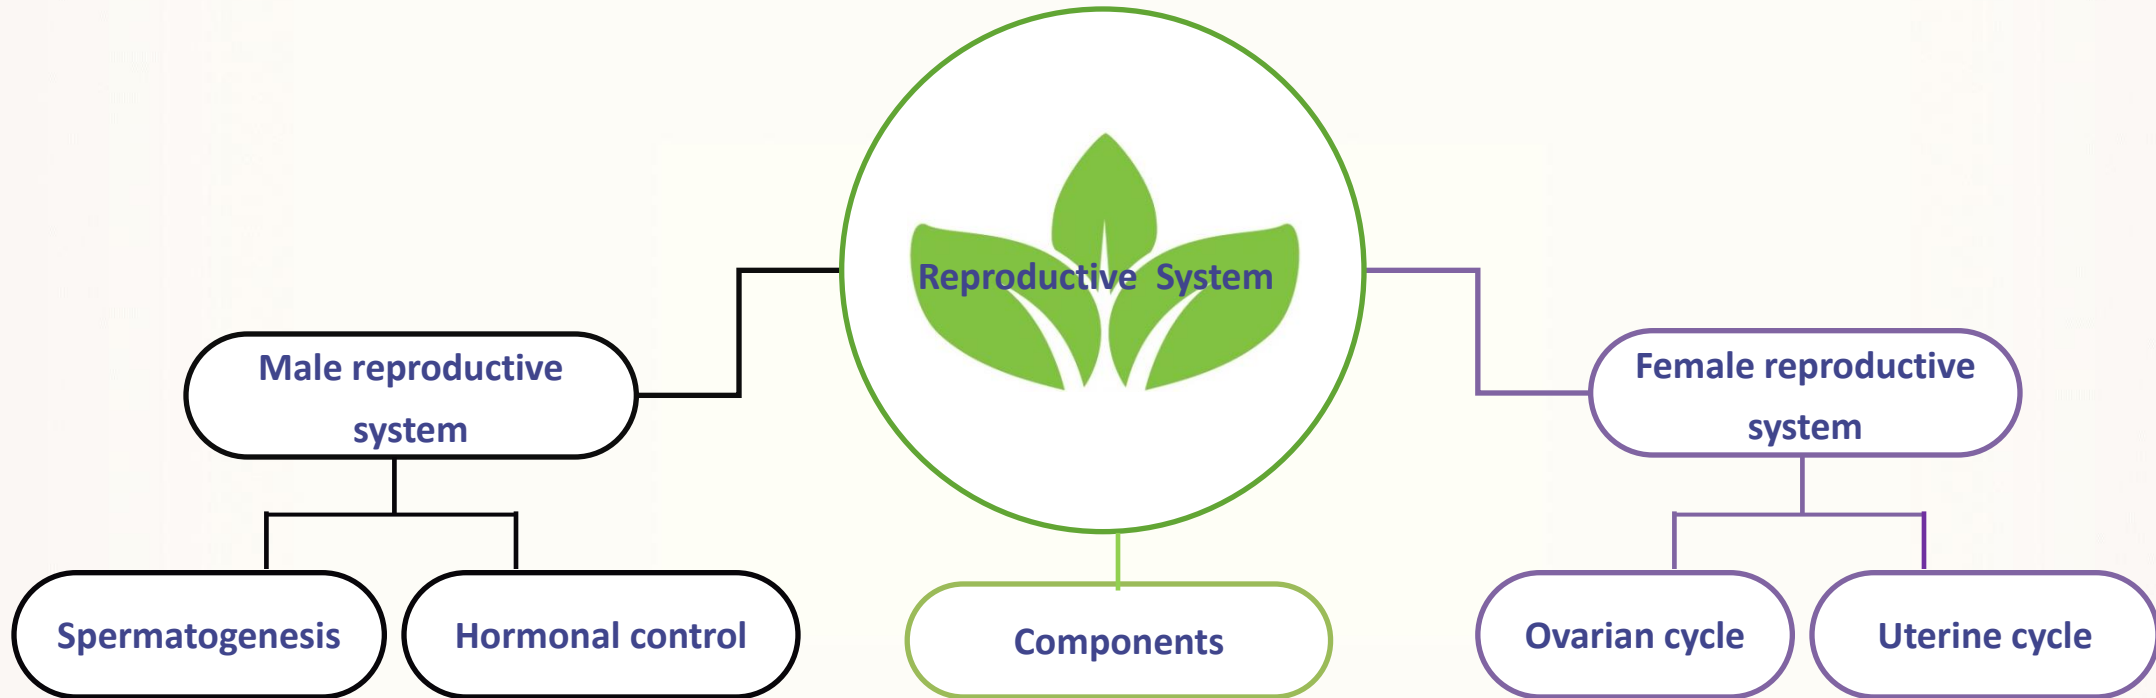 Reproductive  System
Male reproductive
system
Female reproductive
system
Spermatogenesis
Hormonal control
Components
Ovarian cycle
Uterine cycle